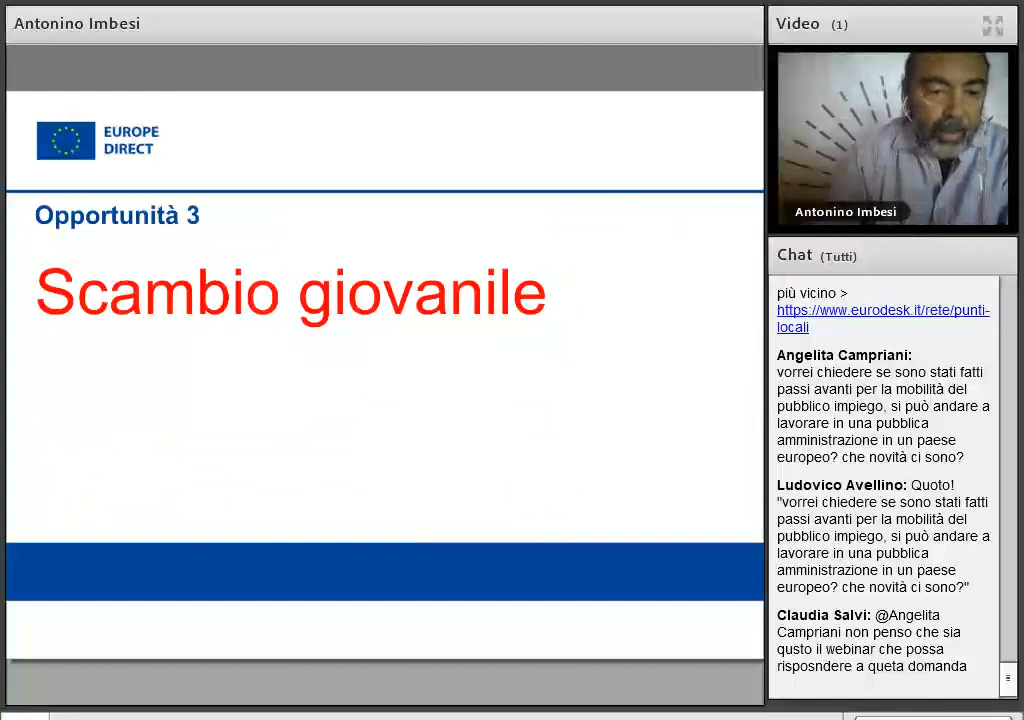 Antonino Imbesi
EUROPE
DIRECT
Opportunità 3
Scambio giovanile
Video (1)
Antonino Imbesi
Chat (Tutti)
più vicino >
https://www.eurodesk.it/rete/punti-
locali
Angelita Campriani:
vorrei chiedere se sono stati fatti
passi avanti per la mobilità del
pubblico impiego, si può andare a
lavorare in una pubblica
amministrazione in un paese
europeo? che novità ci sono?
Ludovico Avellino: Quoto!
"vorrei chiedere se sono stati fatti
passi avanti per la mobilità del
pubblico impiego, si può andare a
lavorare in una pubblica
amministrazione in un paese
europeo? che novità ci sono?"
Claudia Salvi: @Angelita
Campriani non penso che sia
qusto il webinar che possa
rispsondere a queta domanda